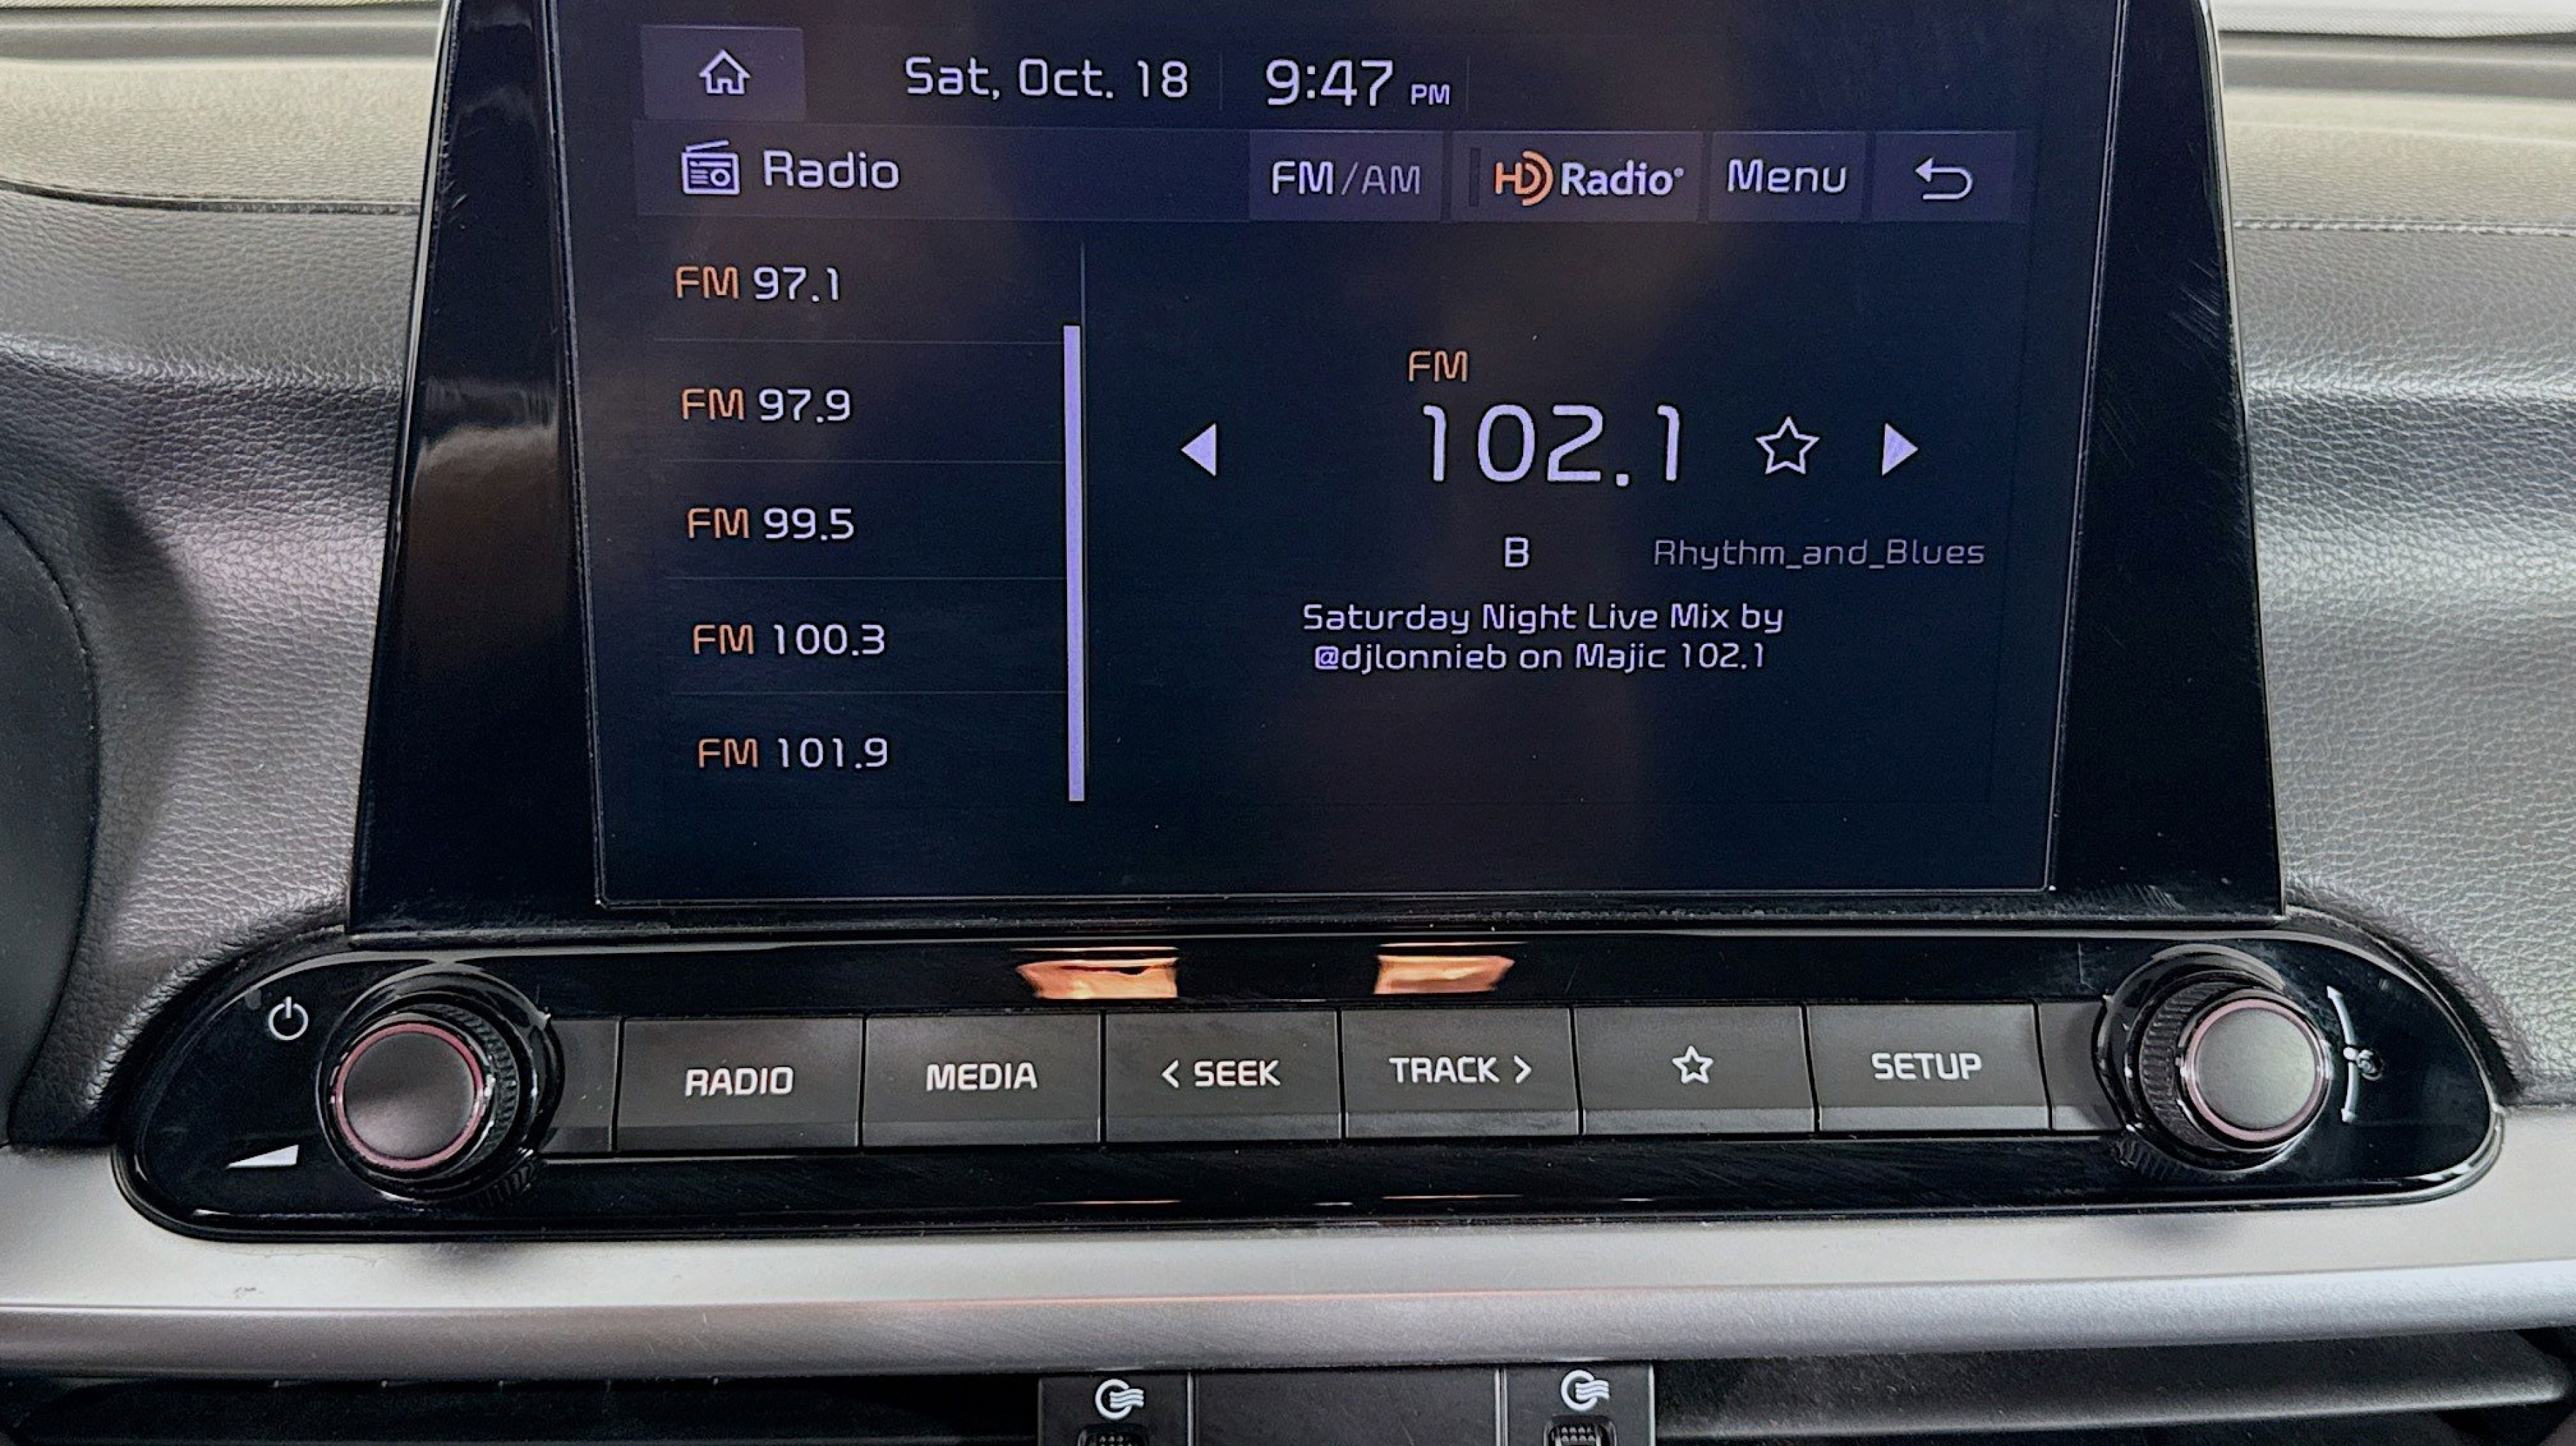 Sat, Oct. 18 9:47 PM
Radio FM/AM HD Radio® Menu
FM 97.1
FM 97.9
FM 99.5
FM 100.3
FM 101.9
FM
102.1
B Rhythm_and_Blues
Saturday Night Live Mix by
@djlonnieb on Majic 102.1
RADIO MEDIA < SEEK TRACK > SETUP